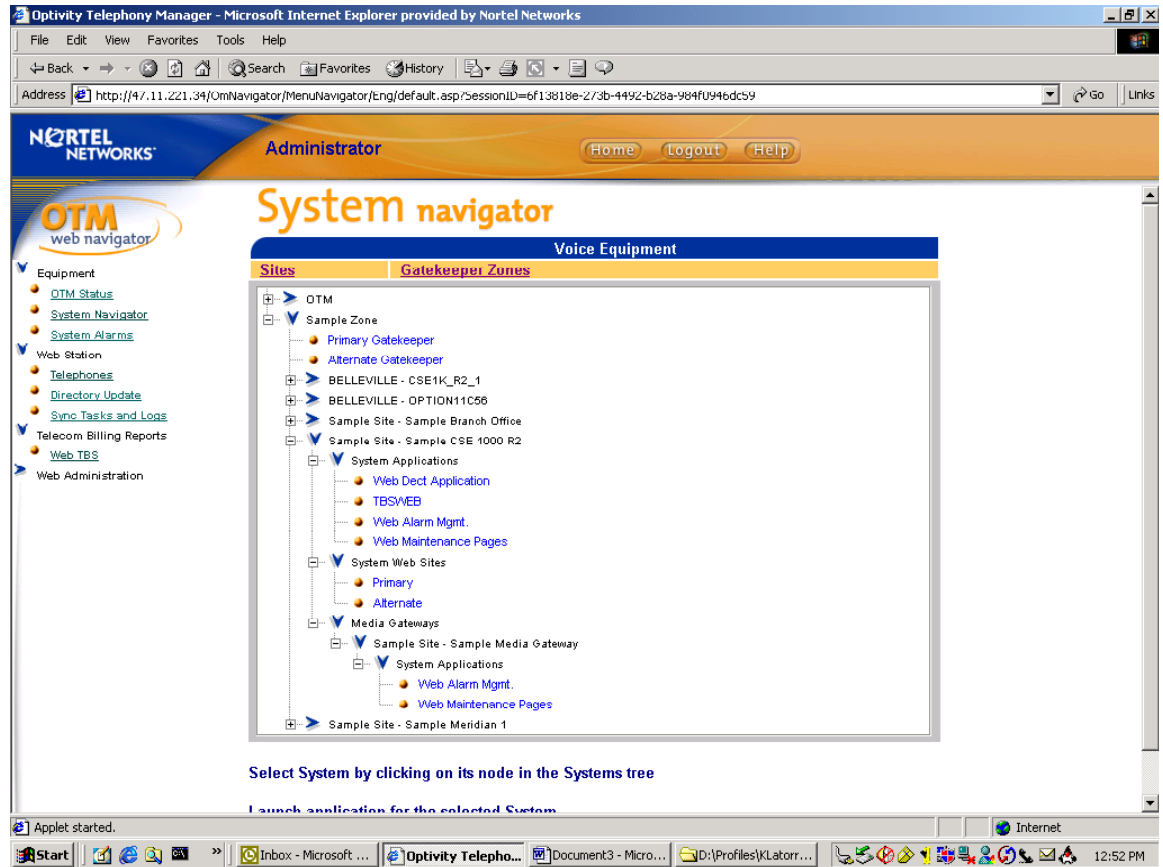 Optivity Telephony Manager - Microsoft Internet Explorer provided by Nortel Networks
File Edit View Favorites Tools Help
Back Search Favorites History
Address http://47.11.221.34/OmNavigator/MenuNavigator/Eng/default.asp?SessionID=6f13818e-273b-4492-b28a-984f0946dc59 Go Links
NORTEL NETWORKS
Administrator
Home Logout Help
OTM
web navigator
Equipment
OTM Status
System Navigator
System Alarms
Web Station
Telephones
Directory Update
Sync Tasks and Logs
Telecom Billing Reports
Web TBS
Web Administration
System navigator
Voice Equipment
Sites Gatekeeper Zones
OTM
Sample Zone
Primary Gatekeeper
Alternate Gatekeeper
BELLEVILLE - CSE1K_R2_1
BELLEVILLE - OPTION11C56
Sample Site - Sample Branch Office
Sample Site - Sample CSE 1000 R2
System Applications
Web Dect Application
TBSWEB
Web Alarm Mgmt.
Web Maintenance Pages
System Web Sites
Primary
Alternate
Media Gateways
Sample Site - Sample Media Gateway
System Applications
Web Alarm Mgmt.
Web Maintenance Pages
Sample Site - Sample Meridian 1
Select System by clicking on its node in the Systems tree
Launch application for the selected System
Applet started. Internet
Start » Inbox - Microsoft ... Optivity Telepho... Document3 - Micro... D:\Profiles\KLatorr... 12:52 PM